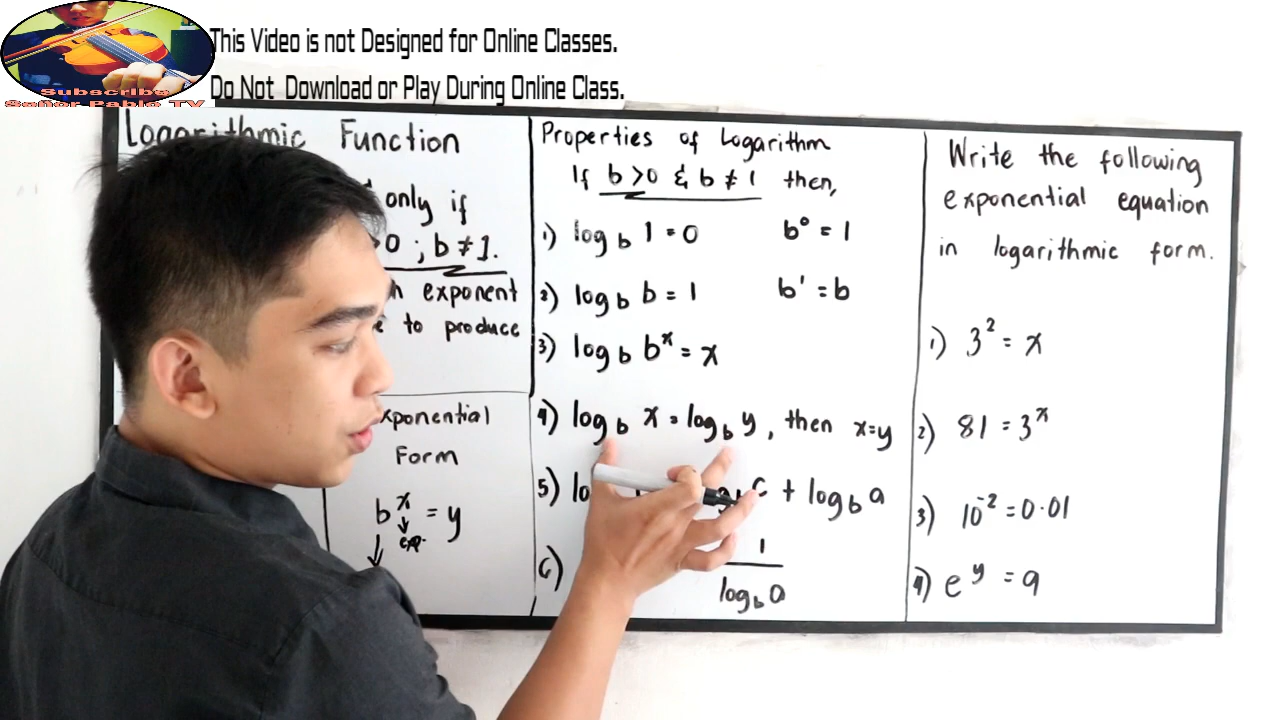 This Video is not Designed for Online Classes.
Do Not Download or Play During Online Class.
Subscribe
Señor Pablo TV
Logarithmic Function
only if
>0 ; b ≠ 1.
exponent
to produce
xponential
Form
b^x = y
exp.
Properties of Logarithm
If b >0 & b ≠ 1 then,
1) log_b 1 = 0 b^0 = 1
2) log_b b = 1 b^1 = b
3) log_b b^x = x
4) log_b x = log_b y, then x=y
5) lo c + log_b a
6) 1
log_b a
Write the following
exponential equation
in logarithmic form.
1) 3^2 = x
2) 81 = 3^x
3) 10^-2 = 0.01
4) e^y = 9